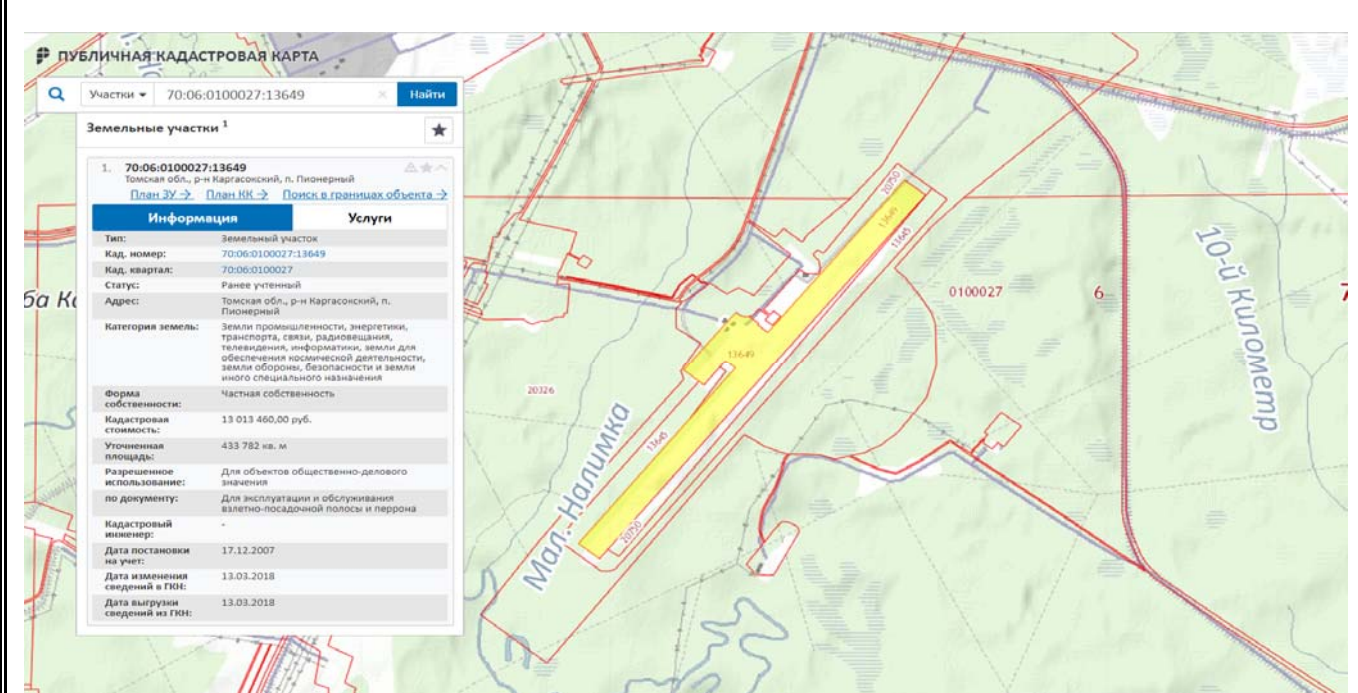 ПУБЛИЧНАЯ КАДАСТРОВАЯ КАРТА
Участки 70:06:0100027:13649 × Найти
Земельные участки 1
1. 70:06:0100027:13649
Томская обл., р-н Каргасокский, п. Пионерный
План ЗУ → План КК → Поиск в границах объекта →
Информация Услуги
Тип: Земельный участок
Кад. номер: 70:06:0100027:13649
Кад. квартал: 70:06:0100027
Статус: Ранее учтенный
Адрес: Томская обл., р-н Каргасокский, п.
Пионерный
Категория земель: Земли промышленности, энергетики,
транспорта, связи, радиовещания,
телевидения, информатики, земли для
обеспечения космической деятельности,
земли обороны, безопасности и земли
иного специального назначения
Форма
собственности: Частная собственность
Кадастровая
стоимость: 13 013 460,00 руб.
Уточненная
площадь: 433 782 кв. м
Разрешенное
использование: Для объектов общественно-делового
значения
по документу: Для эксплуатации и обслуживания
взлетно-посадочной полосы и перрона
Кадастровый
инженер: -
Дата постановки
на учет: 17.12.2007
Дата изменения
сведений в ГКН: 13.03.2018
Дата выгрузки
сведений из ГКН: 13.03.2018
20750
13649
13645
0100027
6
7
10-й Километр
13649
20326
13645
Мал. Налимка
20750
ба Ко